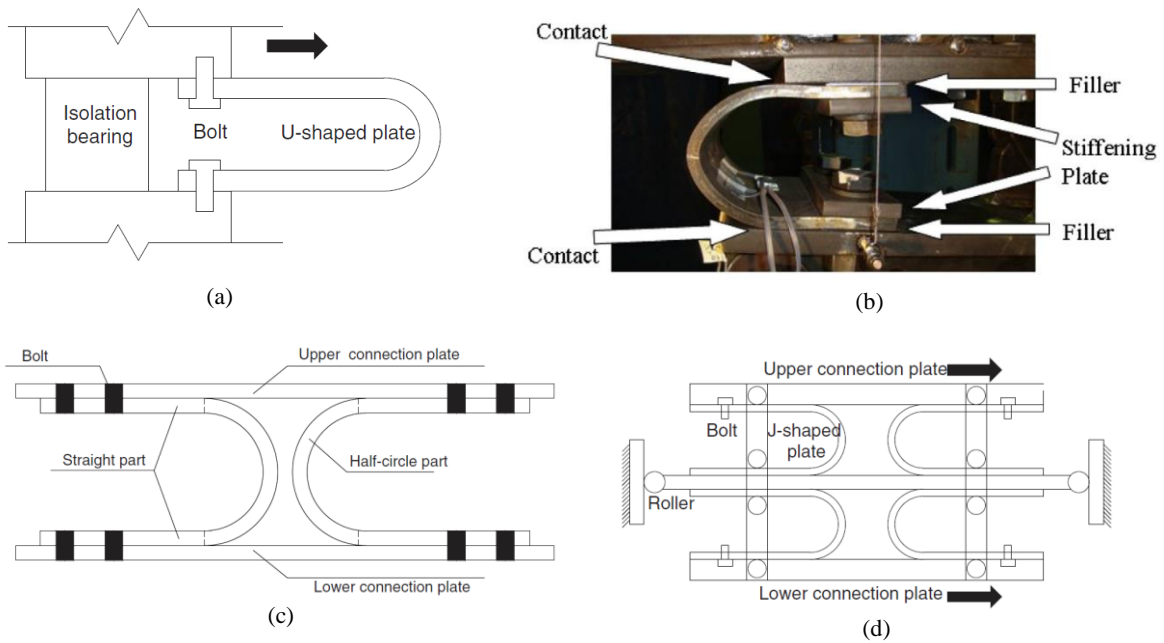 Isolation
bearing
Bolt
U-shaped plate
(a)
Contact
Filler
Stiffening
Plate
Filler
Contact
(b)
Bolt
Upper connection plate
Straight part
Half-circle part
Lower connection plate
(c)
Upper connection plate
Bolt
J-shaped
plate
Roller
Lower connection plate
(d)